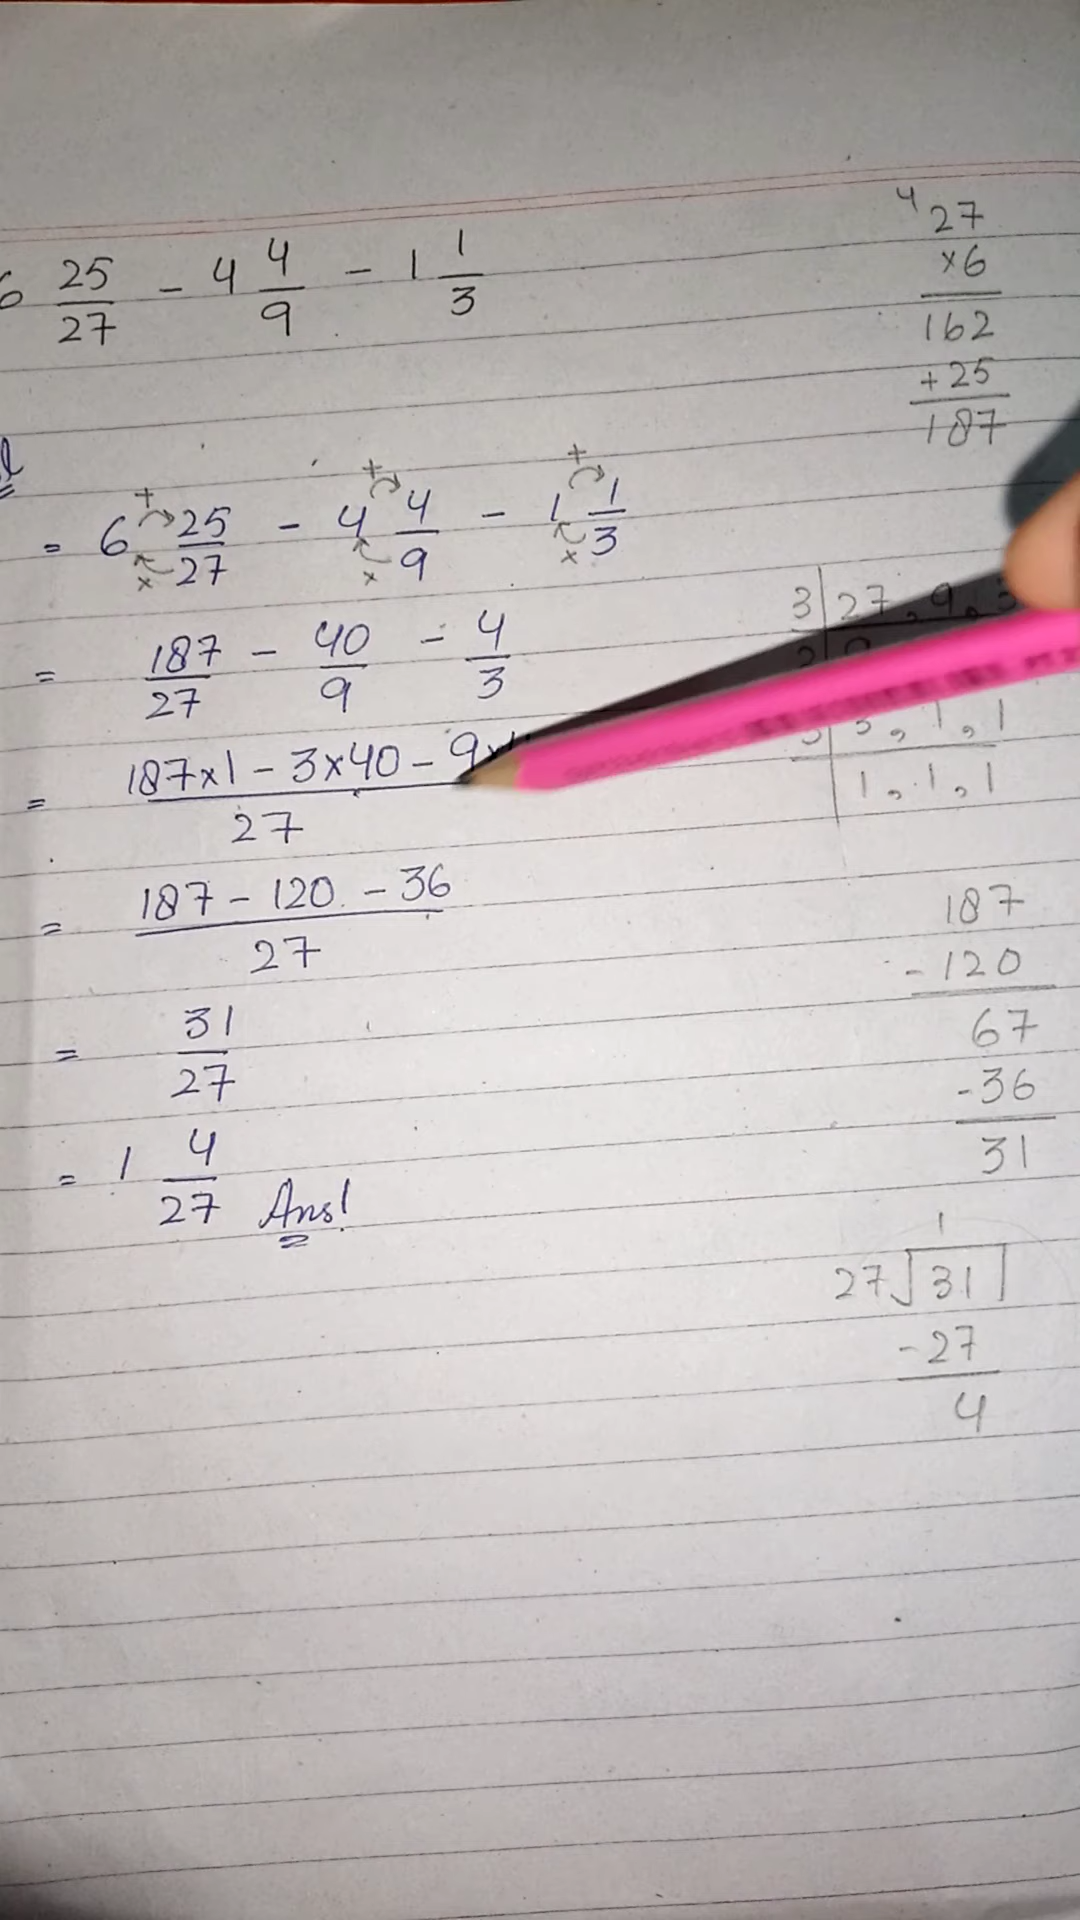 6 25/27 - 4 4/9 - 1 1/3
= 6 25/27 - 4 4/9 - 1 1/3
= 187/27 - 40/9 - 4/3
= 187×1 - 3×40 - 9×
27
= 187 - 120 - 36
27
= 31/27
= 1 4/27 Ans!
4
27
×6
162
+25
187
3 | 27, 9, 3
3, 1, 1
1, 1, 1
187
-120
67
-36
31
1
27 31
-27
4